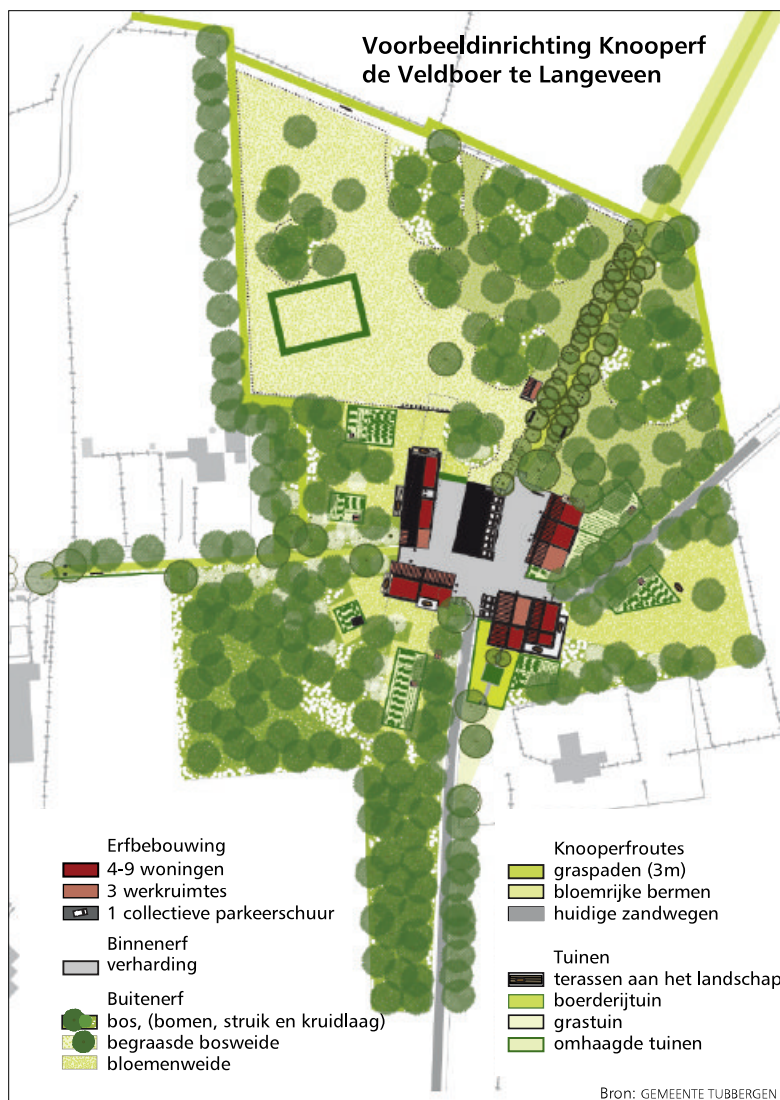 Voorbeeldinrichting Knooperf
de Veldboer te Langeveen
Erfbebouwing
4-9 woningen
3 werkruimtes
1 collectieve parkeerschuur
Binnenerf
verharding
Buitenerf
bos, (bomen, struik en kruidlaag)
begraasde bosweide
bloemenweide
Knooperfroutes
graspaden (3m)
bloemrijke bermen
huidige zandwegen
Tuinen
terassen aan het landschap
boerderijtuin
grastuin
omhaagde tuinen
Bron: GEMEENTE TUBBERGEN